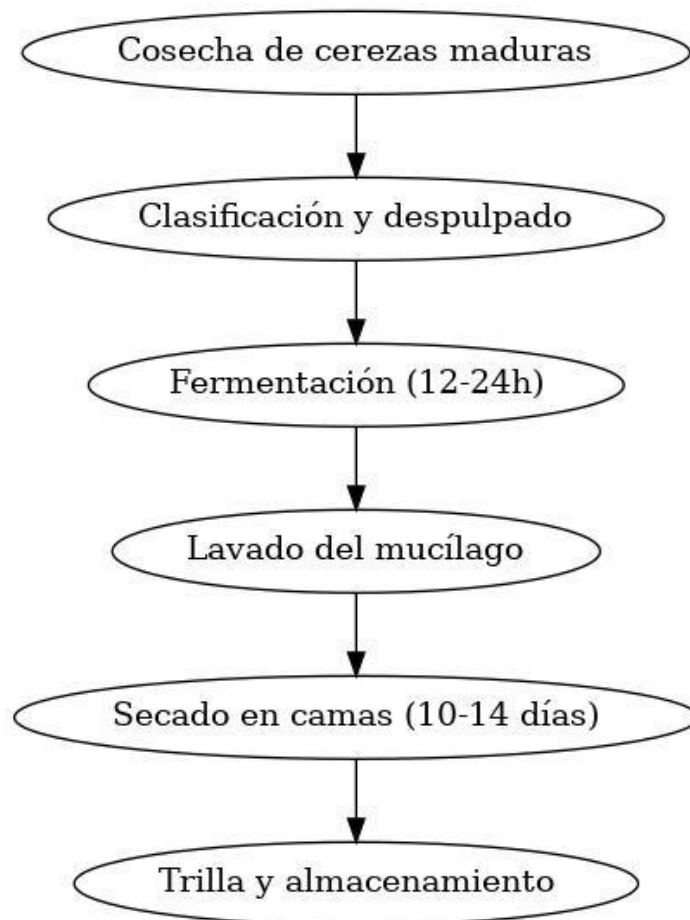 Cosecha de cerezas maduras
Clasificación y despulpado
Fermentación (12-24h)
Lavado del mucílago
Secado en camas (10-14 días)
Trilla y almacenamiento